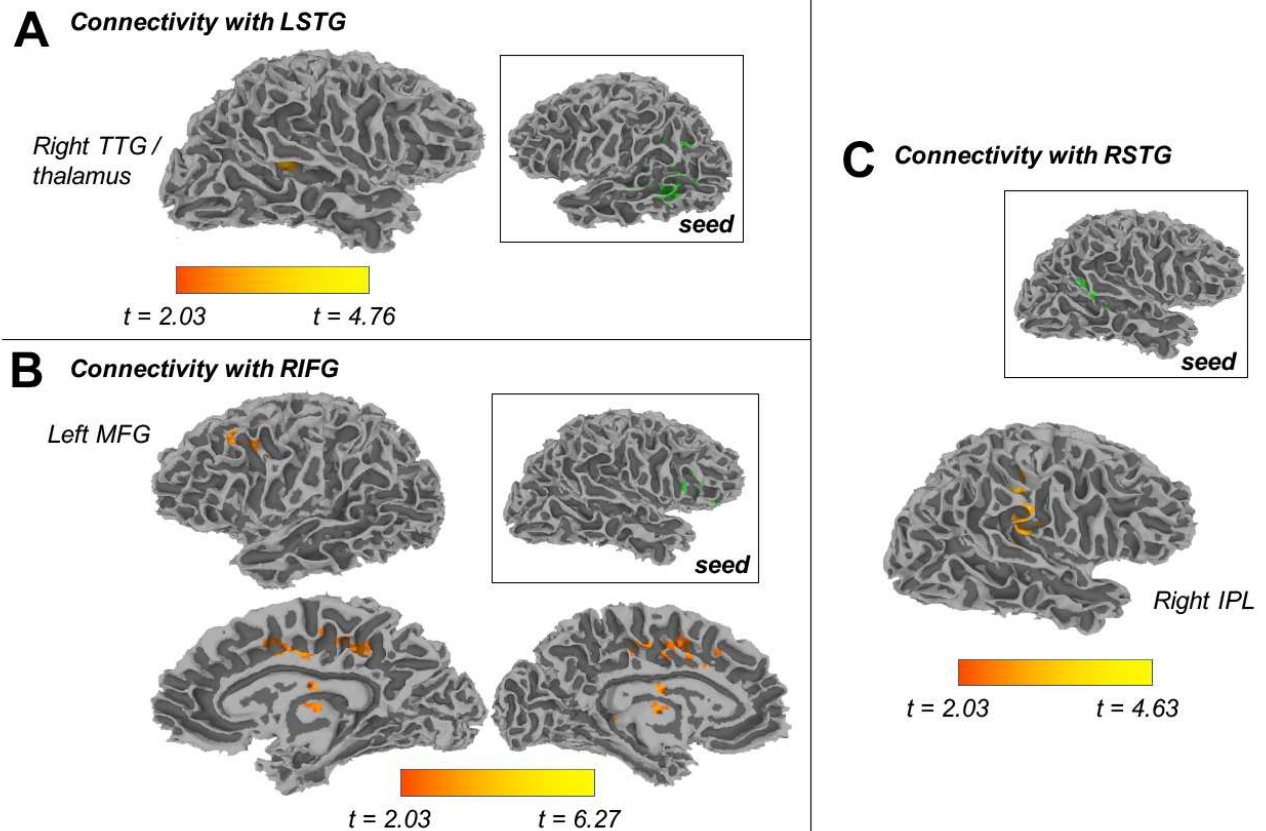 A Connectivity with LSTG
Right TTG /
thalamus
seed
t = 2.03 t = 4.76
B Connectivity with RIFG
Left MFG
seed
t = 2.03 t = 6.27
C Connectivity with RSTG
seed
Right IPL
t = 2.03 t = 4.63